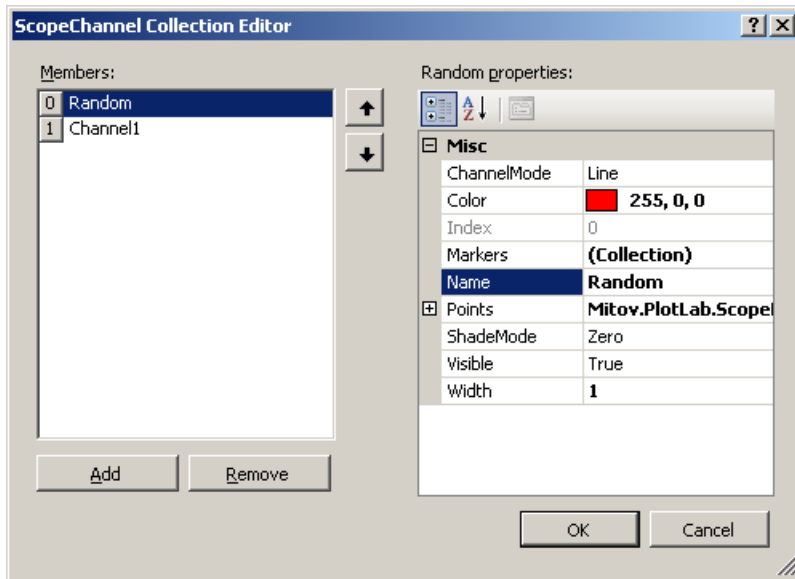 ScopeChannel Collection Editor
Members:
0 Random
1 Channel1
Add
Remove
Random properties:
Misc
ChannelMode Line
Color 255, 0, 0
Index 0
Markers (Collection)
Name Random
Points Mitov.PlotLab.Scope
ShadeMode Zero
Visible True
Width 1
OK
Cancel